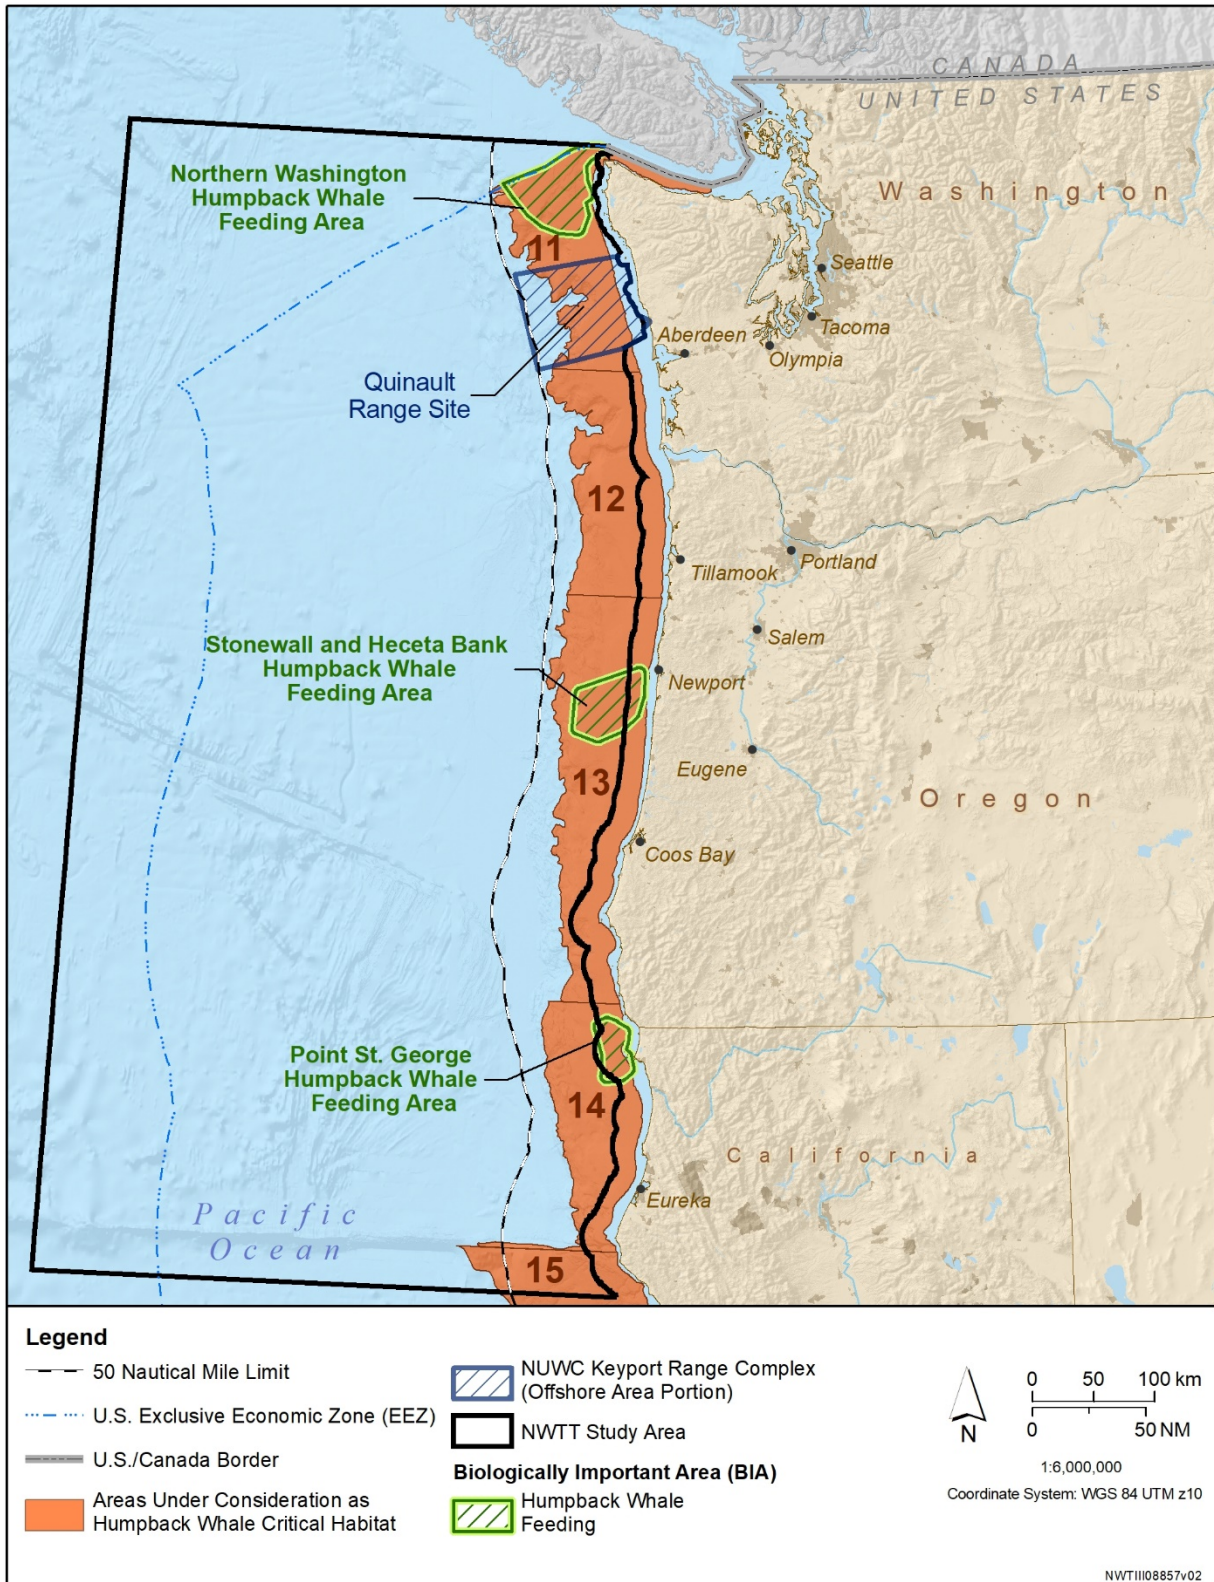 CANADA
UNITED STATES
Northern Washington
Humpback Whale
Feeding Area
Washington
11
Seattle
Tacoma
Aberdeen
Olympia
Quinault
Range Site
12
Tillamook
Portland
Salem
Stonewall and Heceta Bank
Humpback Whale
Feeding Area
Newport
13
Eugene
Oregon
Coos Bay
Point St. George
Humpback Whale
Feeding Area
14
California
Eureka
Pacific
Ocean
15
Legend
50 Nautical Mile Limit
U.S. Exclusive Economic Zone (EEZ)
U.S./Canada Border
Areas Under Consideration as
Humpback Whale Critical Habitat
NUWC Keyport Range Complex
(Offshore Area Portion)
NWTT Study Area
Biologically Important Area (BIA)
Humpback Whale
Feeding
N
0 50 100 km
0 50 NM
1:6,000,000
Coordinate System: WGS 84 UTM z10
NWTIII08857v02